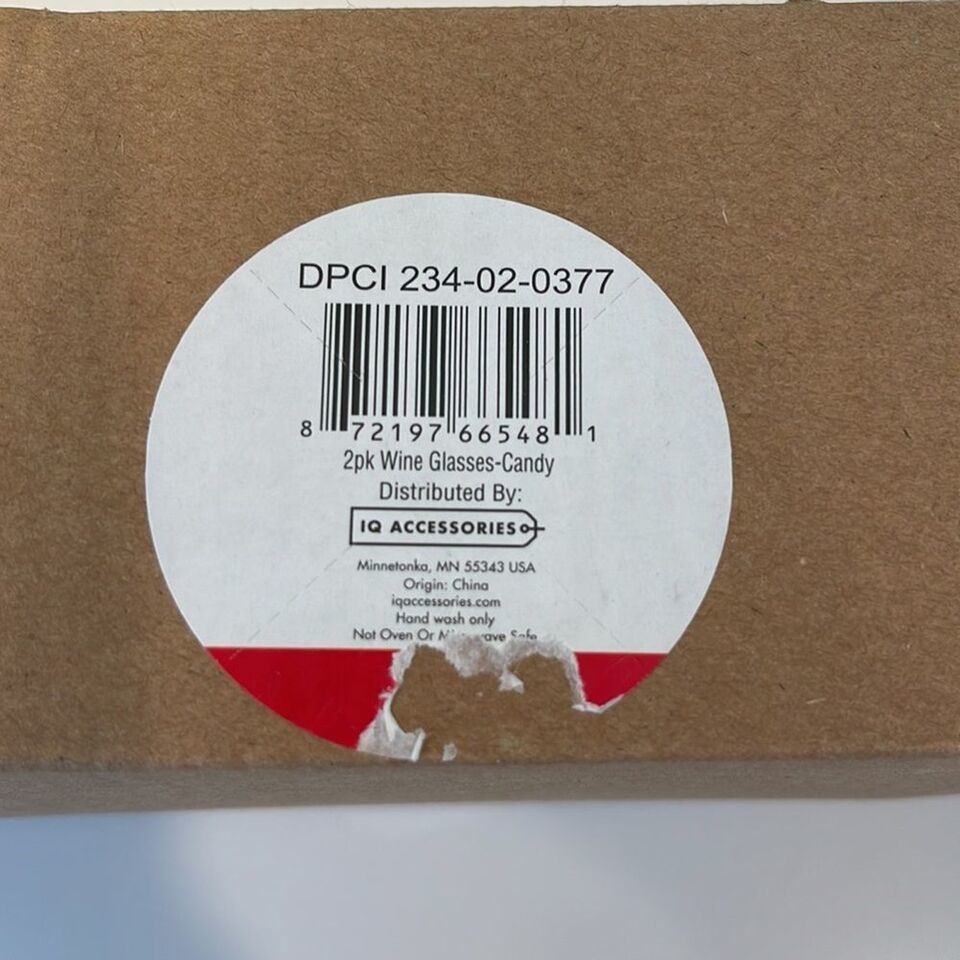 DPCI 234-02-0377
8 72197 66548 1
2pk Wine Glasses-Candy
Distributed By:
IQ ACCESSORIES
Minnetonka, MN 55343 USA
Origin: China
iqaccessories.com
Hand wash only
Not Oven Or